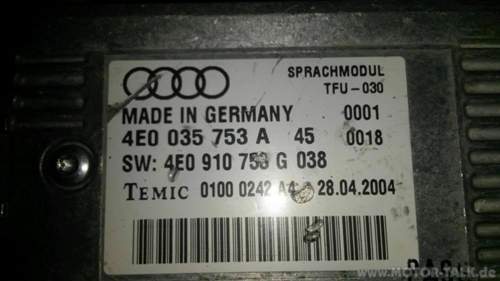 SPRACHMODUL
TFU-030
MADE IN GERMANY 0001
4E0 035 753 A 45 0018
SW: 4E0 910 753 G 038
TEMIC 0100 0242 A4 28.04.2004
www.MOTOR-TALK.de